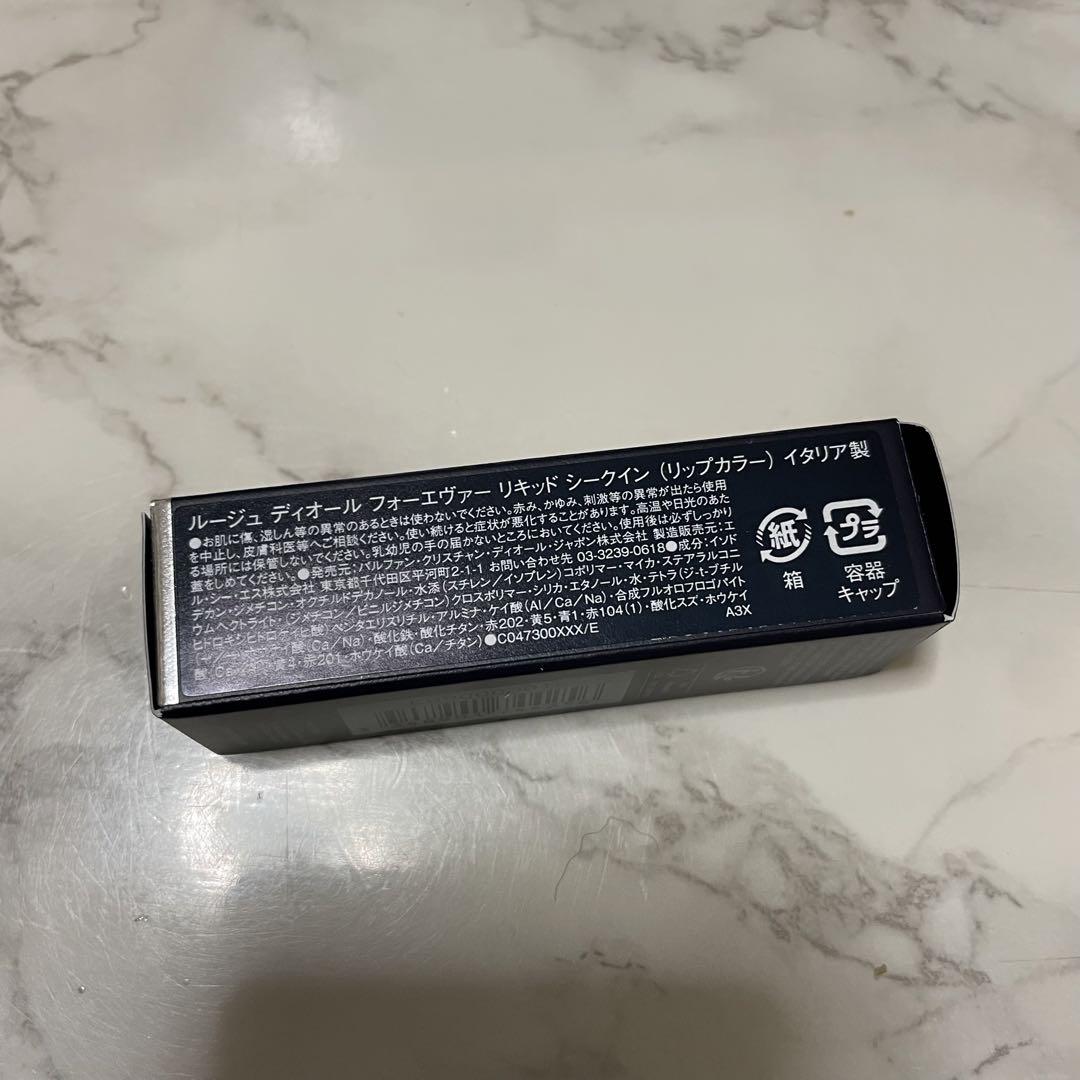 ルージュ ディオール フォーエヴァー リキッド シークイン (リップカラー) イタリア製
●お肌に傷、湿しん等の異常のあるときは使わないでください。赤み、かゆみ、刺激等の異常が出たら使用
を中止し、皮膚科医等へご相談ください。使い続けると症状が悪化することがあります。高温や日光のあた
る場所には保管しないでください。乳幼児の手の届かないところにおいてください。使用後は必ずしっかり
蓋をしめてください。●発売元:パルファン・クリスチャン・ディオール・ジャポン株式会社 製造販売元:エ
ル・シー・エス株式会社 東京都千代田区平河町2-1-1 お問い合わせ先 03-3239-0618●成分:イソド
デカン・ジメチコン・オクチルドデカノール・水添(スチレン/イソプレン)コポリマー・マイカ・ステアラルコニ
ウムヘクトライト・(ジメチコン/ビニルジメチコン)クロスポリマー・シリカ・エタノール・水・テトラ(ジ-t-ブチル
ヒドロキシヒドロケイヒ酸)ペンタエリスリチル・アルミナ・ケイ酸(Al/Ca/Na)・合成フルオロフロゴパイト
(Ca/Na)・酸化鉄・酸化チタン・赤202・黄5・青1・赤104(1)・酸化スズ・ホウケイ
赤201・ホウケイ酸(Ca/チタン)●C047300XXX/E
A3X
紙
箱
プラ
容器
キャップ